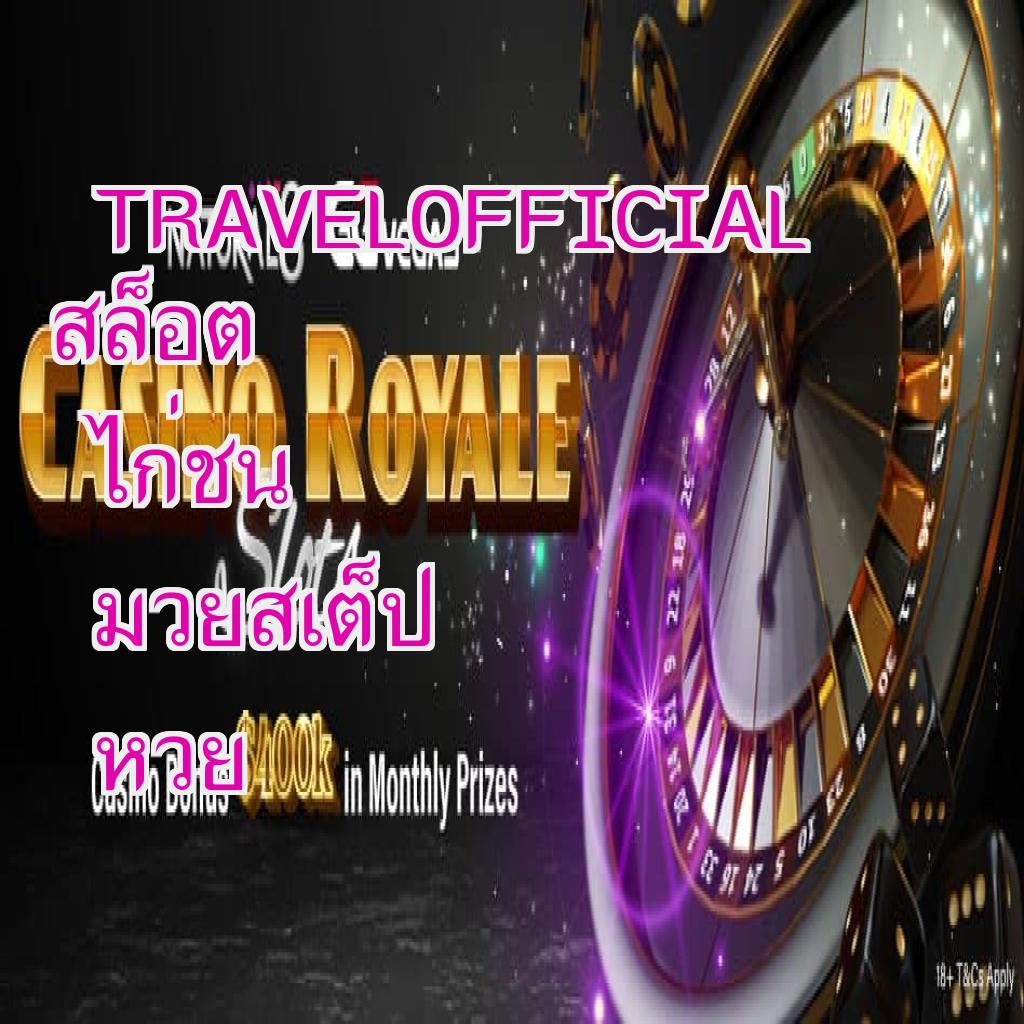 TRAVELOFFICIAL
สล็อต
CASINO ROYALE
ไก่ชน
Slots
มวยสเต็ป
หวย
Casino Bonus $400k in Monthly Prizes
18+ T&Cs Apply